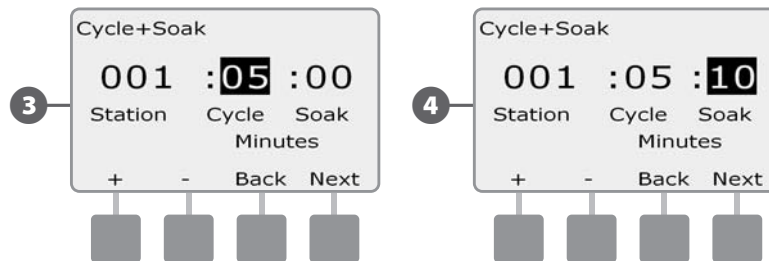 Cycle+Soak
001 :05 :00
Station Cycle Soak
Minutes
+ - Back Next
3
Cycle+Soak
001 :05 :10
Station Cycle Soak
Minutes
+ - Back Next
4